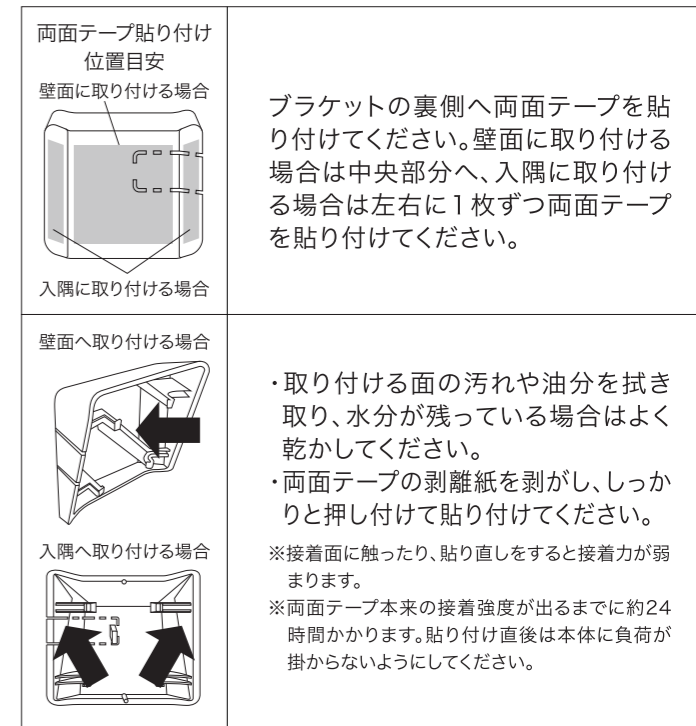 両面テープ貼り付け
位置目安
壁面に取り付ける場合
入隅に取り付ける場合
ブラケットの裏側へ両面テープを貼
り付けてください。壁面に取り付ける
場合は中央部分へ、入隅に取り付け
る場合は左右に1枚ずつ両面テープ
を貼り付けてください。
壁面へ取り付ける場合
入隅へ取り付ける場合
・取り付ける面の汚れや油分を拭き
取り、水分が残っている場合はよく
乾かしてください。
・両面テープの剥離紙を剥がし、しっか
りと押し付けて貼り付けてください。
※接着面に触ったり、貼り直しをすると接着力が弱
まります。
※両面テープ本来の接着強度が出るまでに約24
時間かかります。貼り付け直後は本体に負荷が
掛からないようにしてください。